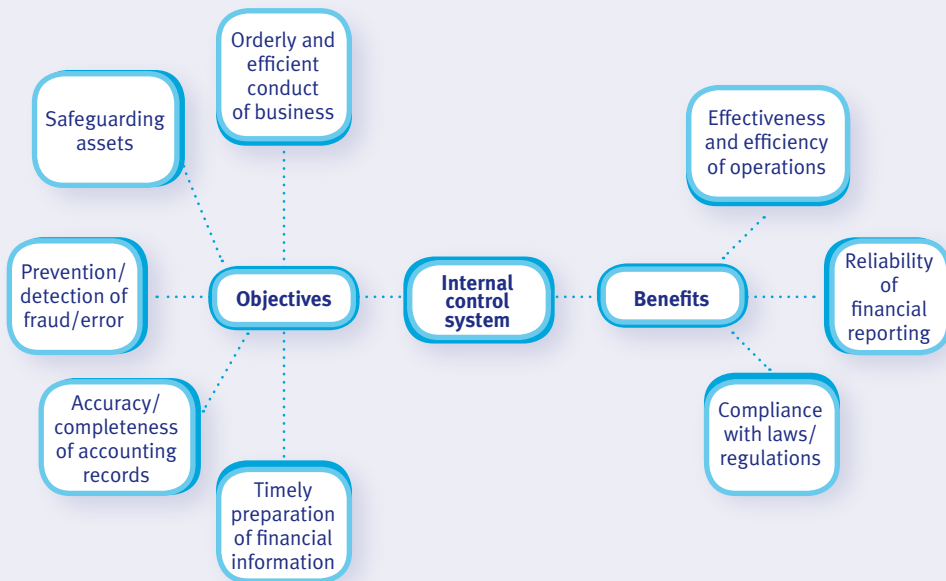 Orderly and
efficient
conduct
of business
Safeguarding
assets
Prevention/
detection of
fraud/error
Accuracy/
completeness
of accounting
records
Timely
preparation
of financial
information
Objectives
Internal
control
system
Benefits
Effectiveness
and efficiency
of operations
Reliability
of
financial
reporting
Compliance
with laws/
regulations